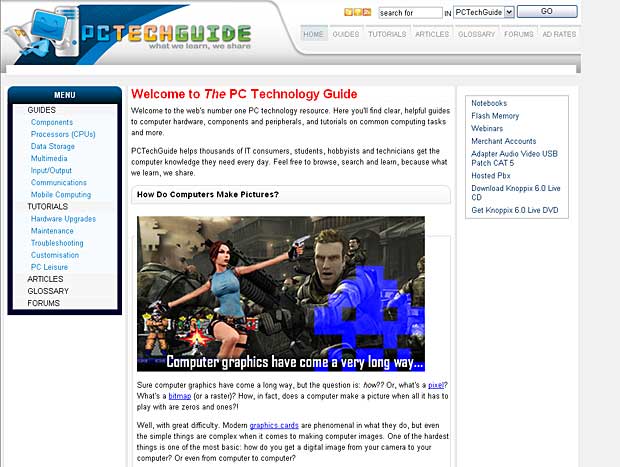 PCTECHGUIDE
what we learn, we share
search for IN PCTechGuide GO
HOME GUIDES TUTORIALS ARTICLES GLOSSARY FORUMS AD RATES
MENU
GUIDES
Components
Processors (CPUs)
Data Storage
Multimedia
Input/Output
Communications
Mobile Computing
TUTORIALS
Hardware Upgrades
Maintenance
Troubleshooting
Customisation
PC Leisure
ARTICLES
GLOSSARY
FORUMS
Welcome to The PC Technology Guide
Welcome to the web's number one PC technology resource. Here you'll find clear, helpful guides
to computer hardware, components and peripherals, and tutorials on common computing tasks
and more.
PCTechGuide helps thousands of IT consumers, students, hobbyists and technicians get the
computer knowledge they need every day. Feel free to browse, search and learn, because what
we learn, we share.
How Do Computers Make Pictures?
Computer graphics have come a very long way...
Sure computer graphics have come a long way, but the question is: how?? Or, what's a pixel?
What's a bitmap (or a raster)? How, in fact, does a computer make a picture when all it has to
play with are zeros and ones?!
Well, with great difficulty. Modern graphics cards are phenomenal in what they do, but even
the simple things are complex when it comes to making computer images. One of the hardest
things is one of the most basic: how do you get a digital image from your camera to your
computer? Or even from computer to computer?
Notebooks
Flash Memory
Webinars
Merchant Accounts
Adapter Audio Video USB
Patch CAT 5
Hosted Pbx
Download Knoppix 6.0 Live
CD
Get Knoppix 6.0 Live DVD